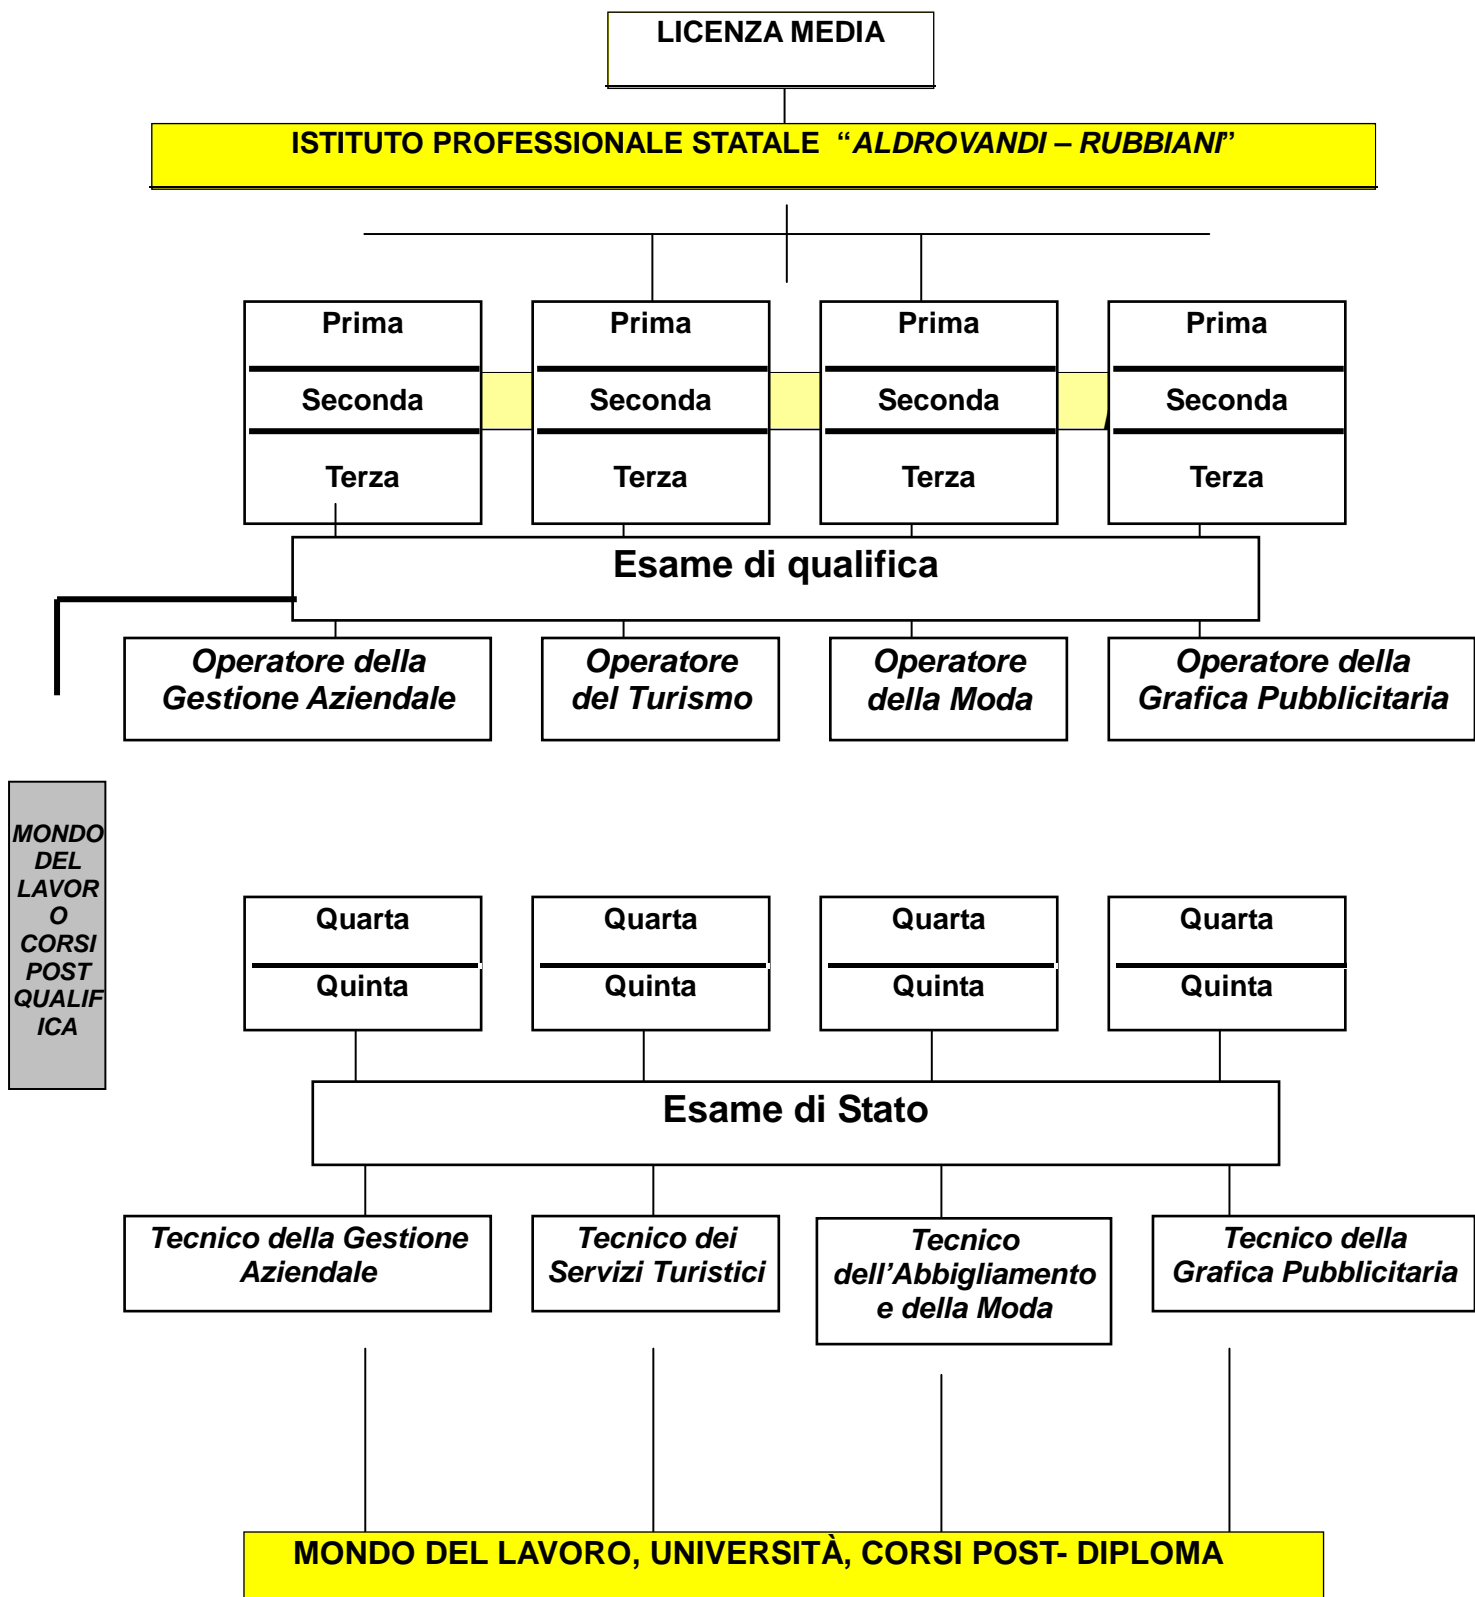 LICENZA MEDIA
ISTITUTO PROFESSIONALE STATALE “ALDROVANDI – RUBBIANI”
Prima
Prima
Prima
Prima
Seconda
Seconda
Seconda
Seconda
Terza
Terza
Terza
Terza
Esame di qualifica
Operatore della
Gestione Aziendale
Operatore
del Turismo
Operatore
della Moda
Operatore della
Grafica Pubblicitaria
MONDO
DEL
LAVOR
O
CORSI
POST
QUALIF
ICA
Quarta
Quarta
Quarta
Quarta
Quinta
Quinta
Quinta
Quinta
Esame di Stato
Tecnico della Gestione
Aziendale
Tecnico dei
Servizi Turistici
Tecnico
dell’Abbigliamento
e della Moda
Tecnico della
Grafica Pubblicitaria
MONDO DEL LAVORO, UNIVERSITÀ, CORSI POST- DIPLOMA